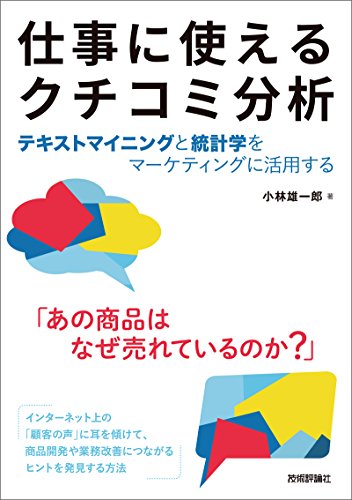 仕事に使える
クチコミ分析
テキストマイニングと統計学を
マーケティングに活用する
小林雄一郎 著
「あの商品は
なぜ売れているのか?」
インターネット上の
「顧客の声」に耳を傾けて、
商品開発や業務改善につながる
ヒントを発見する方法
技術評論社